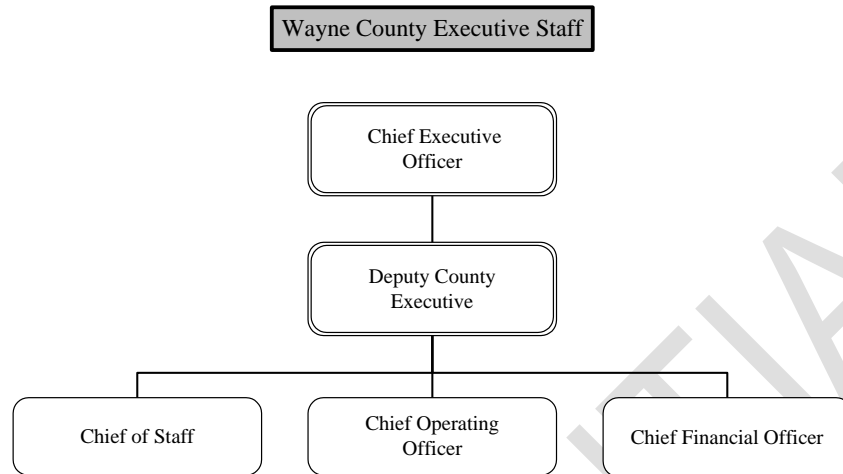 Wayne County Executive Staff
Chief Executive
Officer
Deputy County
Executive
Chief of Staff
Chief Operating
Officer
Chief Financial Officer